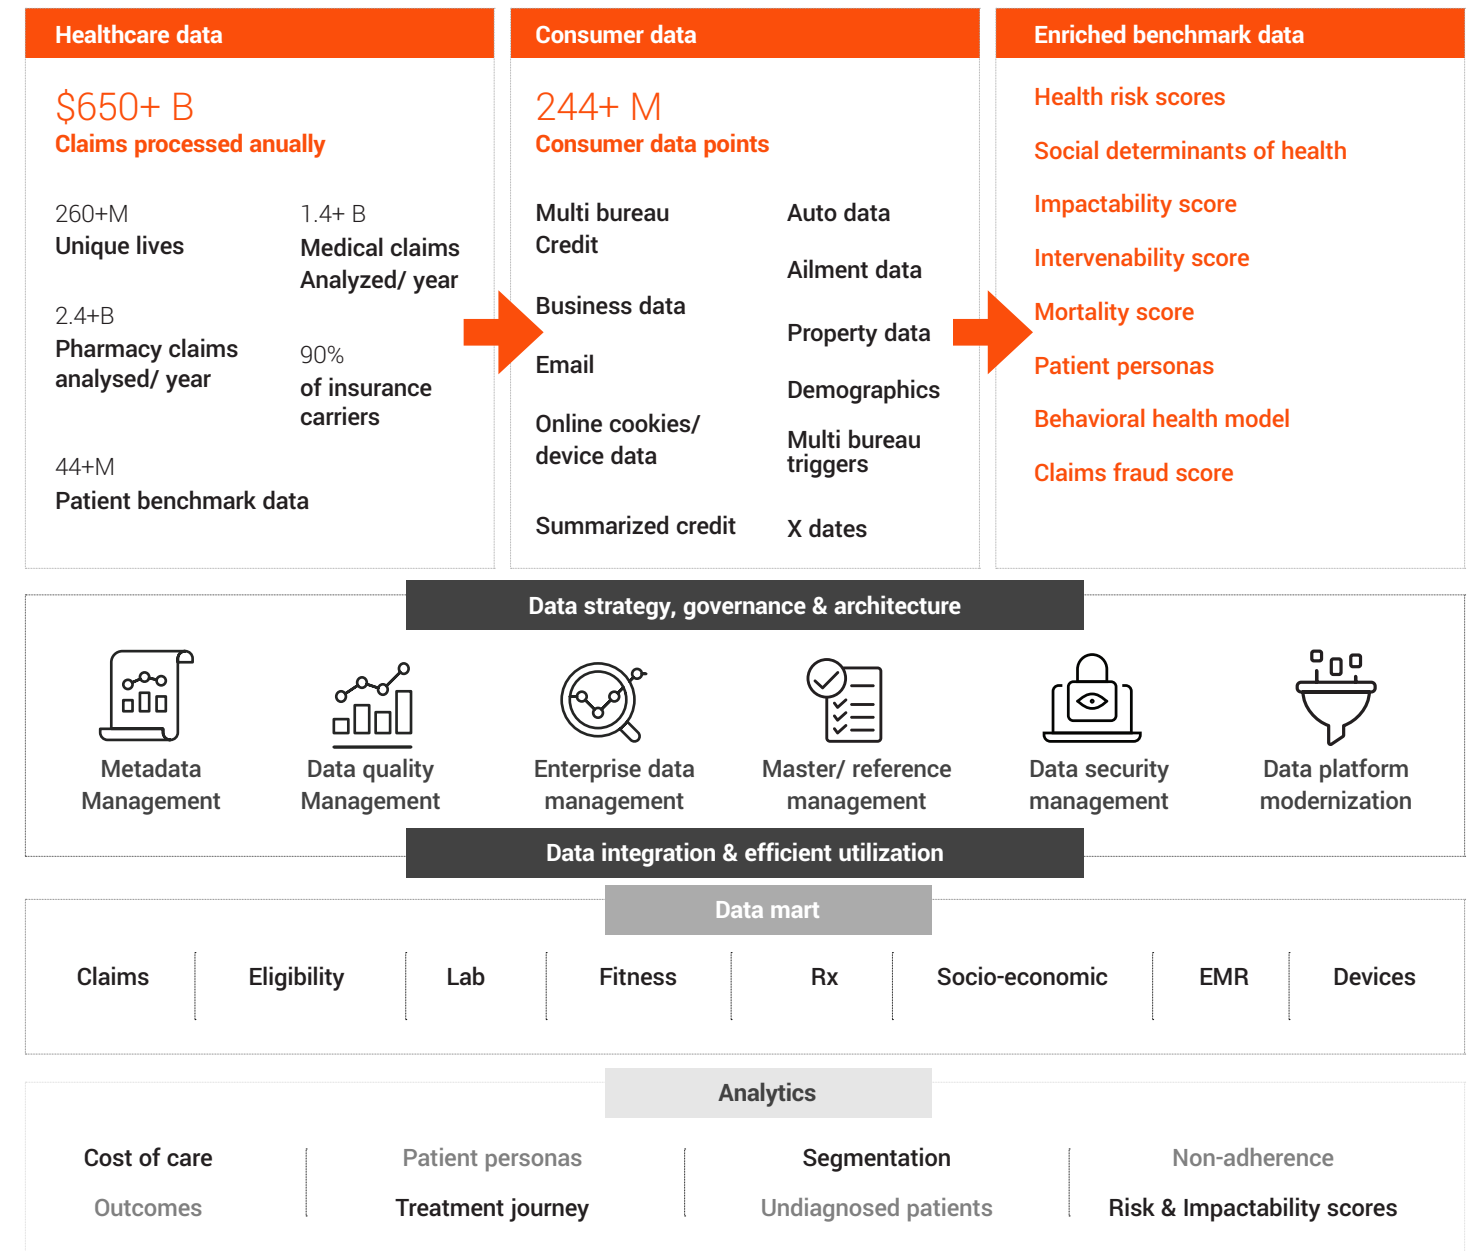 Healthcare data
$650+ B
Claims processed anually
260+M
Unique lives
1.4+ B
Medical claims
Analyzed/ year
2.4+B
Pharmacy claims
analysed/ year
90%
of insurance
carriers
44+M
Patient benchmark data
Consumer data
244+ M
Consumer data points
Multi bureau
Credit
Business data
Email
Online cookies/
device data
Summarized credit
Auto data
Ailment data
Property data
Demographics
Multi bureau
triggers
X dates
Enriched benchmark data
Health risk scores
Social determinants of health
Impactability score
Intervenability score
Mortality score
Patient personas
Behavioral health model
Claims fraud score
Data strategy, governance & architecture
Metadata
Management
Data quality
Management
Enterprise data
management
Master/ reference
management
Data security
management
Data platform
modernization
Data integration & efficient utilization
Data mart
Claims
Eligibility
Lab
Fitness
Rx
Socio-economic
EMR
Devices
Analytics
Cost of care
Outcomes
Patient personas
Treatment journey
Segmentation
Undiagnosed patients
Non-adherence
Risk & Impactability scores